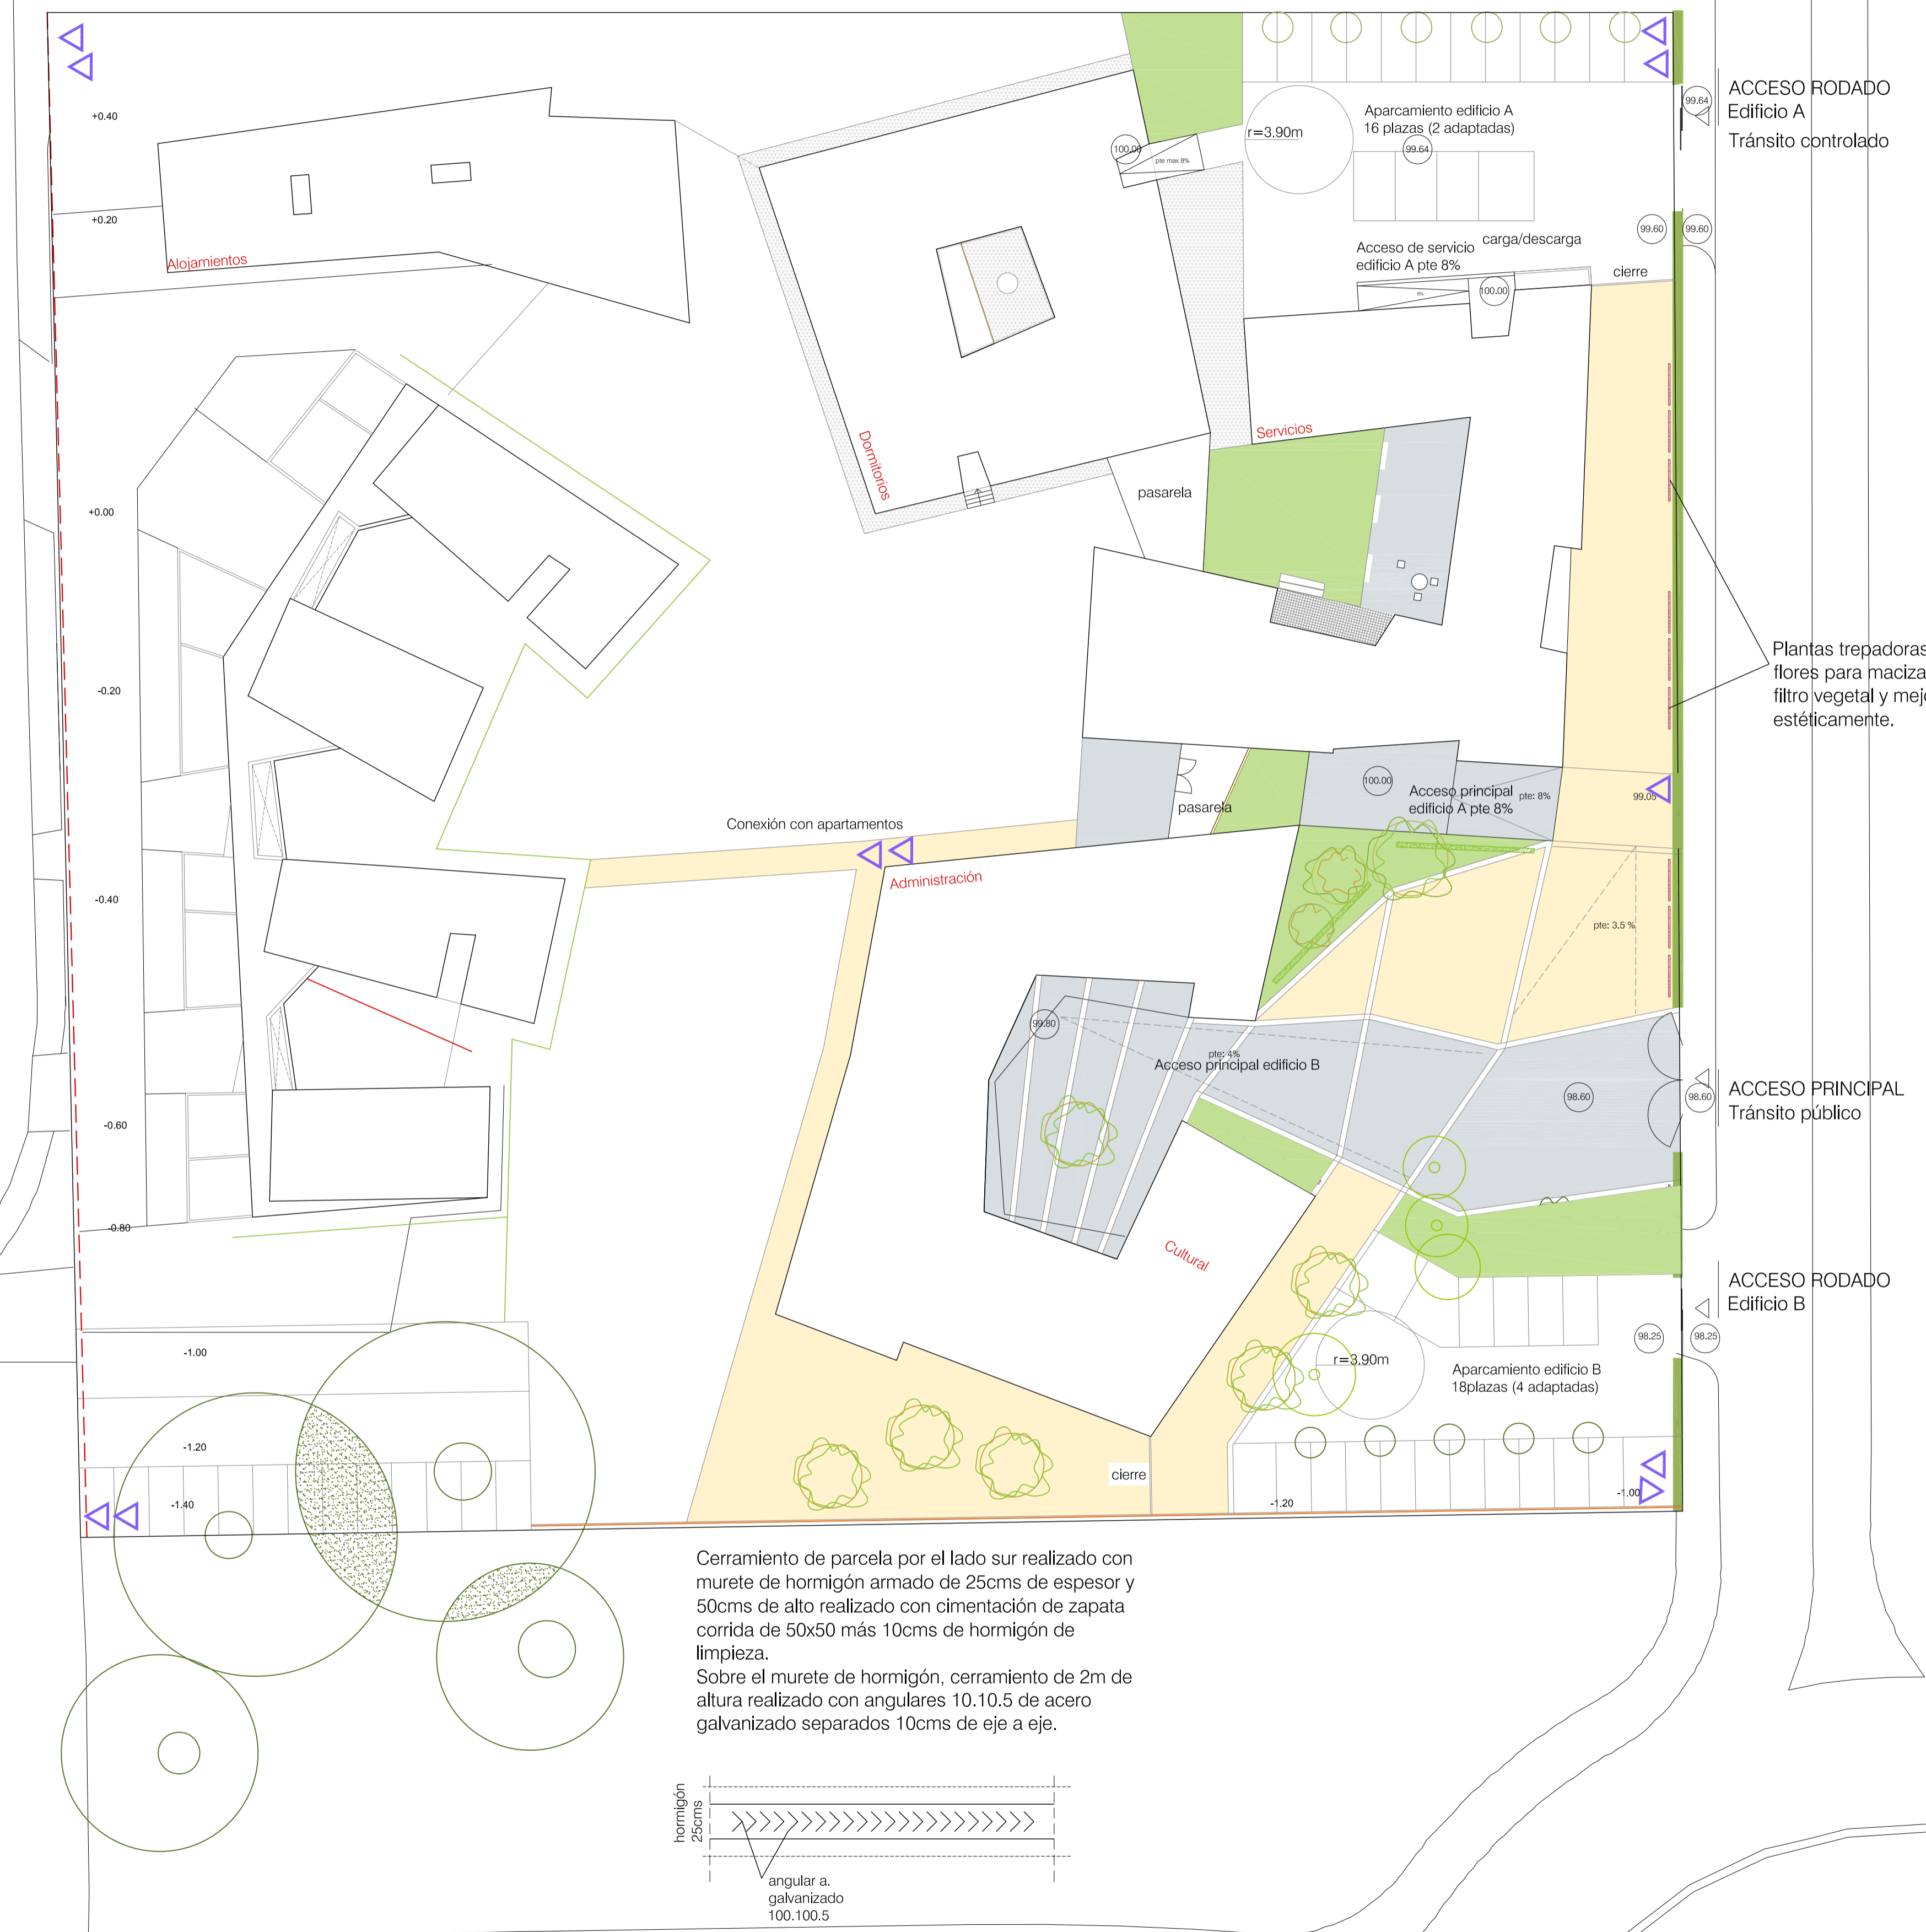 ACCESO RODADO
Edificio A
Tránsito controlado
99.64
+0.40
Aparcamiento edificio A
16 plazas (2 adaptadas)
99.64
r=3.90m
100.00
pte max 8%
+0.20
99.60
99.60
carga/descarga
Acceso de servicio
edificio A pte 8%
cierre
8%
100.00
Alojamientos
Servicios
Dormitorios
pasarela
+0.00
Plantas trepadoras
flores para maciza
filtro vegetal y mejo
estéticamente.
-0.20
100.00
Acceso principal
edificio A pte 8%
pte: 8%
99.05
pasarela
Conexión con apartamentos
Administración
-0.40
pte: 3.5 %
99.80
pte: 4%
Acceso principal edificio B
98.60
98.60
ACCESO PRINCIPAL
Tránsito público
-0.60
-0.80
Cultural
ACCESO RODADO
Edificio B
98.25
98.25
-1.00
r=3.90m
Aparcamiento edificio B
18plazas (4 adaptadas)
-1.20
cierre
-1.40
-1.20
-1.00
Cerramiento de parcela por el lado sur realizado con
murete de hormigón armado de 25cms de espesor y
50cms de alto realizado con cimentación de zapata
corrida de 50x50 más 10cms de hormigón de
limpieza.
Sobre el murete de hormigón, cerramiento de 2m de
altura realizado con angulares 10.10.5 de acero
galvanizado separados 10cms de eje a eje.
hormigón
25cms
angular a.
galvanizado
100.100.5